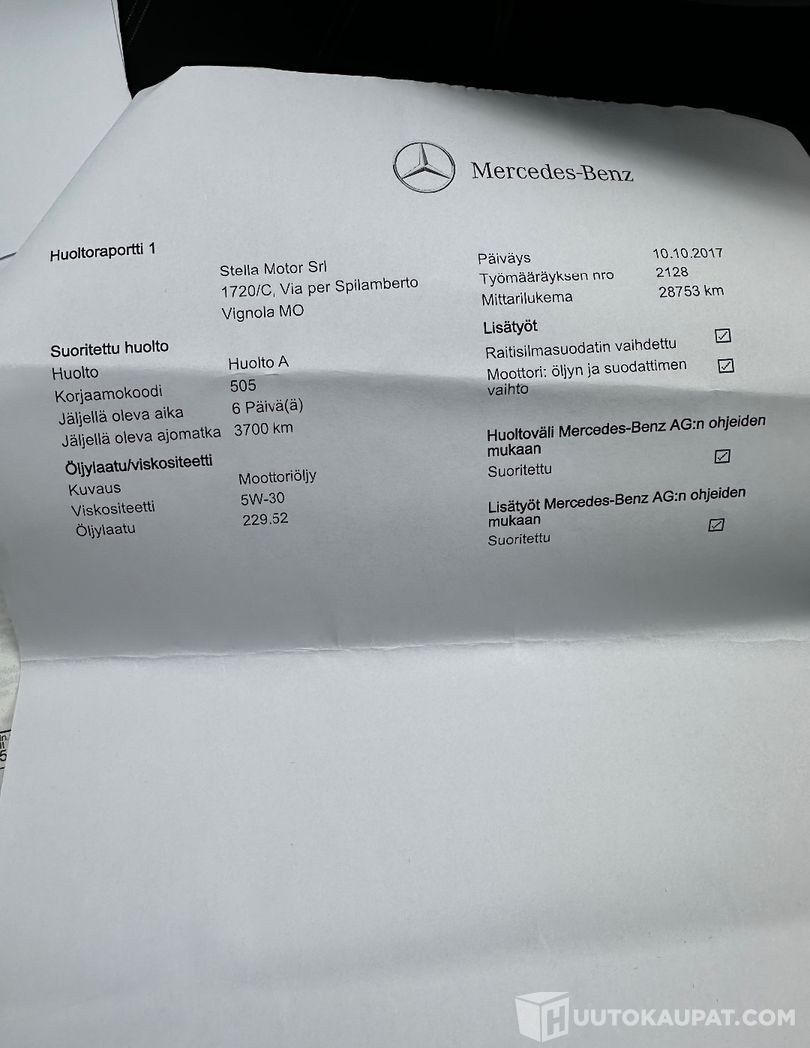 Mercedes-Benz
Huoltoraportti 1
Stella Motor Srl
1720/C, Via per Spilamberto
Vignola MO
Päiväys 10.10.2017
Työmääräyksen nro 2128
Mittarilukema 28753 km
Suoritettu huolto
Huolto Huolto A
Korjaamokoodi 505
Jäljellä oleva aika 6 Päivä(ä)
Jäljellä oleva ajomatka 3700 km
Öljylaatu/viskositeetti
Kuvaus Moottoriöljy
Viskositeetti 5W-30
Öljylaatu 229.52
Lisätyöt
Raitisilmasuodatin vaihdettu
Moottori: öljyn ja suodattimen
vaihto
Huoltoväli Mercedes-Benz AG:n ohjeiden
mukaan
Suoritettu
Lisätyöt Mercedes-Benz AG:n ohjeiden
mukaan
Suoritettu
HUUTOKAUPAT.COM